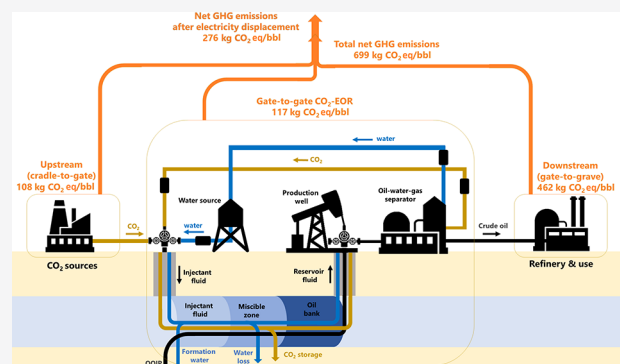 Net GHG emissions
after electricity displacement
276 kg CO₂ eq/bbl
Total net GHG emissions
699 kg CO₂ eq/bbl
Gate-to-gate CO₂-EOR
117 kg CO₂ eq/bbl
water
CO₂
Upstream
(cradle-to-gate)
108 kg CO₂ eq/bbl
Downstream
(gate-to-grave)
462 kg CO₂ eq/bbl
Water source
Production
well
Oil-water-gas
separator
CO₂
water
Crude oil
CO₂ sources
Refinery & use
Injectant
fluid
Reservoir
fluid
Injectant
fluid
Miscible
zone
Oil
bank
Formation
water
Water
loss
CO₂ storage
OOIP